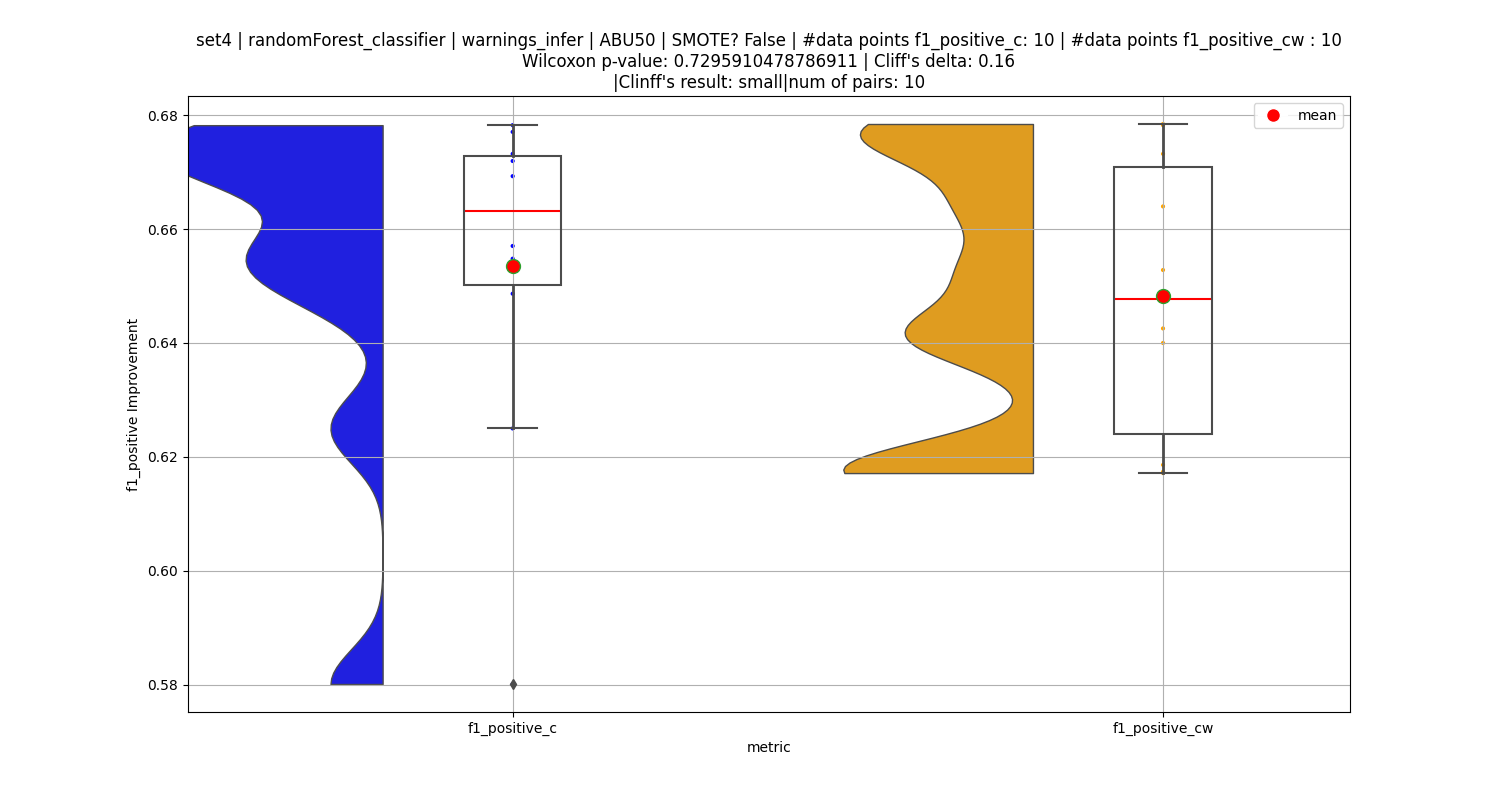 set4 | randomForest_classifier | warnings_infer | ABU50 | SMOTE? False | #data points f1_positive_c: 10 | #data points f1_positive_cw : 10
Wilcoxon p-value: 0.7295910478786911 | Cliff's delta: 0.16
|Clinff's result: small|num of pairs: 10
mean
0.68
0.66
0.64
0.62
0.60
0.58
f1_positive Improvement
f1_positive_c
f1_positive_cw
metric